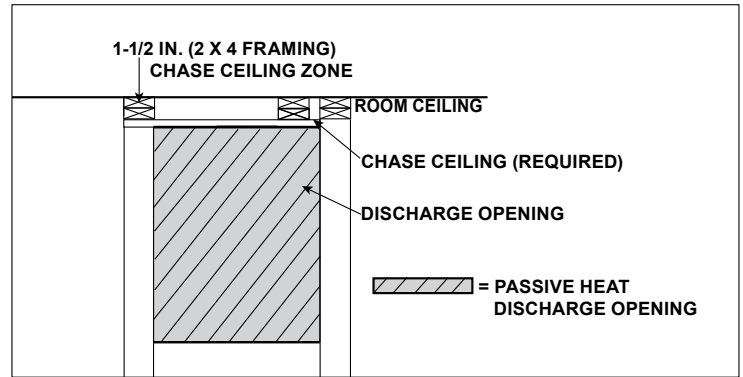 1-1/2 IN. (2 X 4 FRAMING)
CHASE CEILING ZONE
ROOM CEILING
CHASE CEILING (REQUIRED)
DISCHARGE OPENING
= PASSIVE HEAT
DISCHARGE OPENING